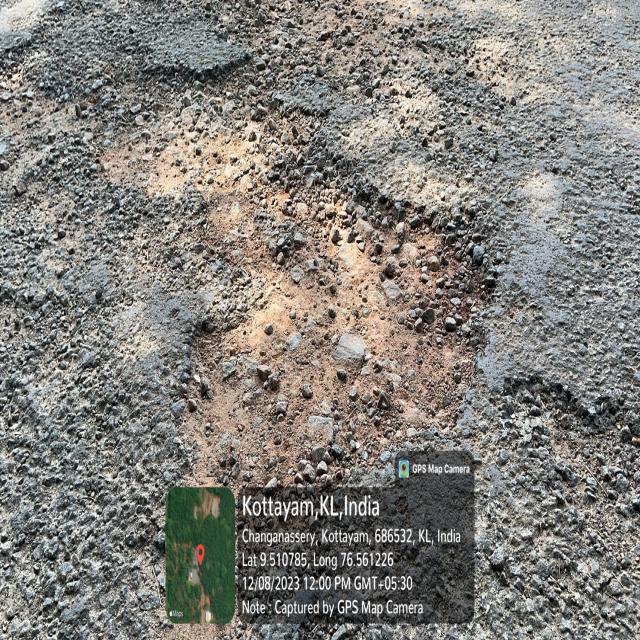 GPS Map Camera
Kottayam,KL,India
Changanassery, Kottayam, 686532, KL, India
Lat 9.510785, Long 76.561226
12/08/2023 12:00 PM GMT+05:30
Note : Captured by GPS Map Camera
Maps